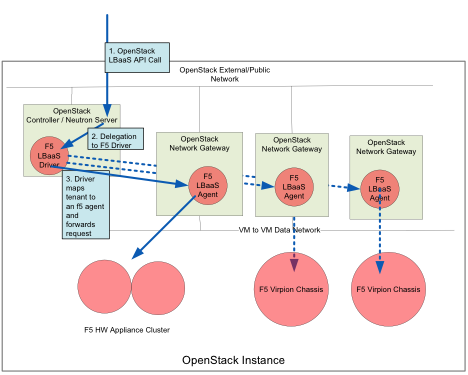 1. OpenStack
LBaaS API Call
OpenStack External/Public
Network
OpenStack
Controller / Neutron Server
2. Delegation
to F5 Driver
F5
LBaaS
Driver
3. Driver
maps
tenant to
an f5 agent
and
forwards
request
OpenStack
Network Gateway
F5
LBaaS
Agent
OpenStack
Network Gateway
F5
LBaaS
Agent
OpenStack
Network Gateway
F5
LBaaS
Agent
VM to VM Data Network
F5 HW Appliance Cluster
F5 Virpion Chassis
F5 Virpion Chassis
OpenStack Instance